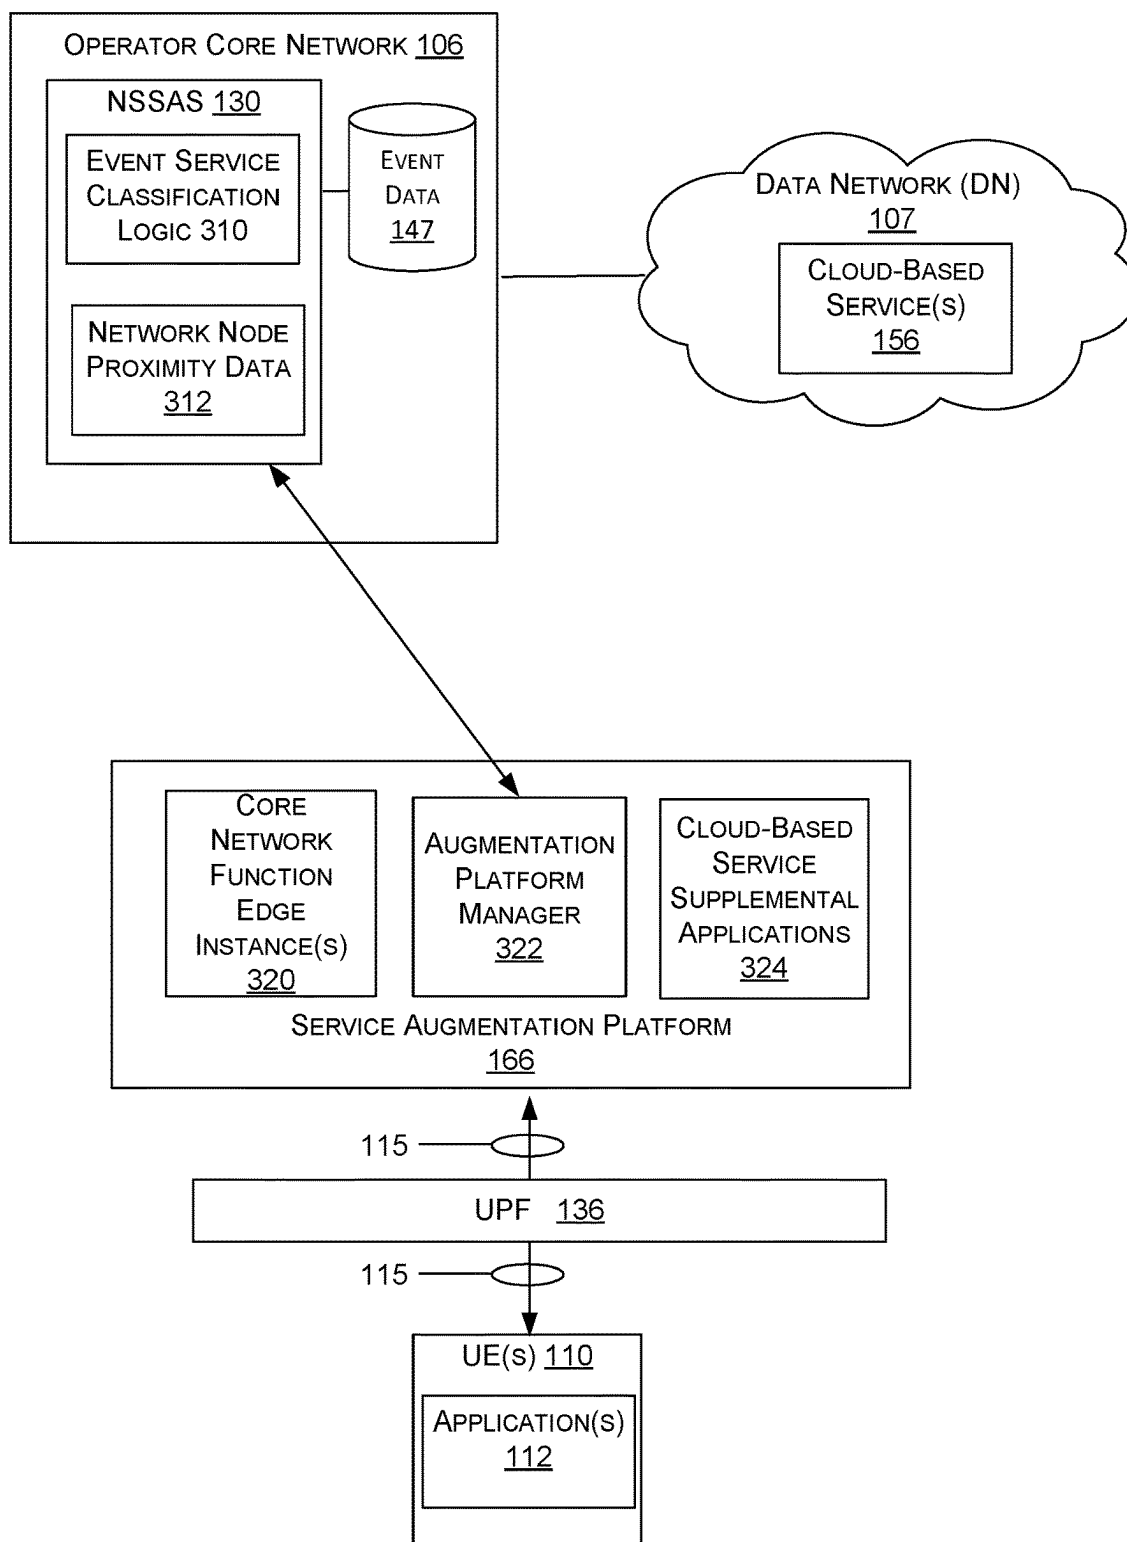 OPERATOR CORE NETWORK 106
NSSAS 130
EVENT SERVICE
CLASSIFICATION
LOGIC 310
EVENT
DATA
147
NETWORK NODE
PROXIMITY DATA
312
DATA NETWORK (DN)
107
CLOUD-BASED
SERVICE(S)
156
CORE
NETWORK
FUNCTION
EDGE
INSTANCE(S)
320
AUGMENTATION
PLATFORM
MANAGER
322
CLOUD-BASED
SERVICE
SUPPLEMENTAL
APPLICATIONS
324
SERVICE AUGMENTATION PLATFORM
166
115
UPF 136
115
UE(S) 110
APPLICATION(S)
112